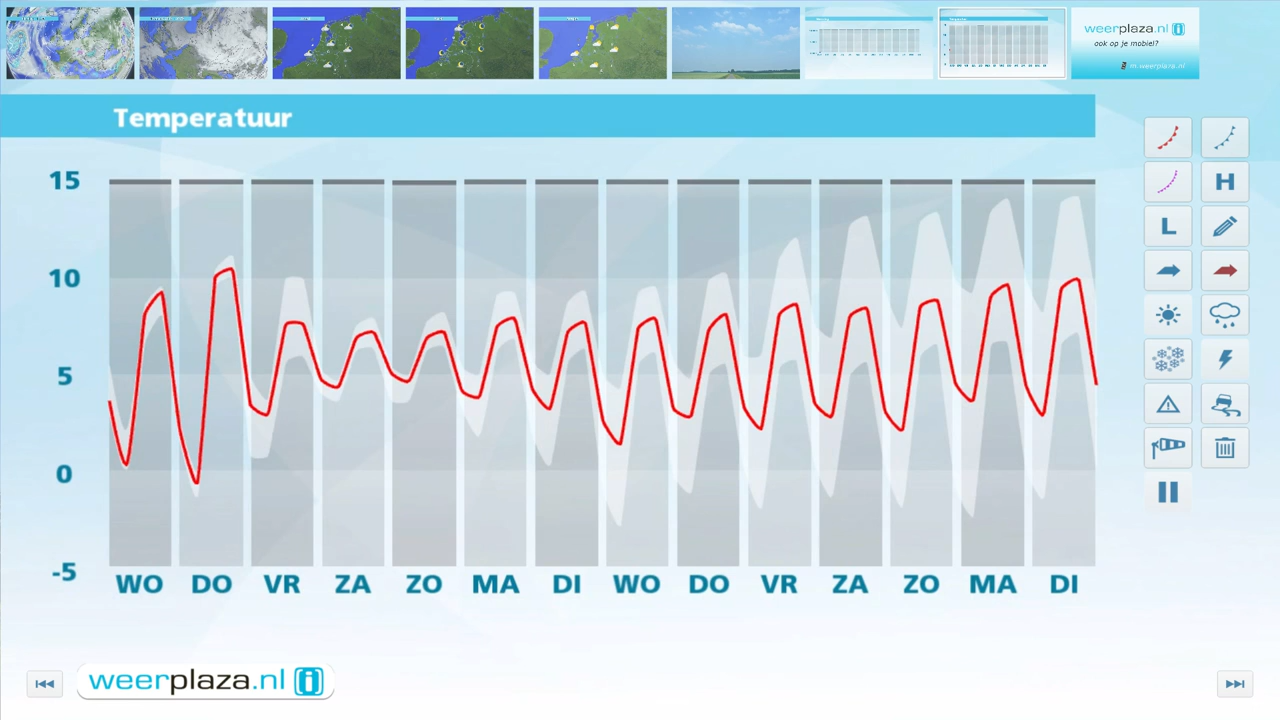 weerplaza.nl
ook op je mobiel?
m.weerplaza.nl
Temperatuur
15
10
5
0
-5
WO DO VR ZA ZO MA DI WO DO VR ZA ZO MA DI
H
L
weerplaza.nl